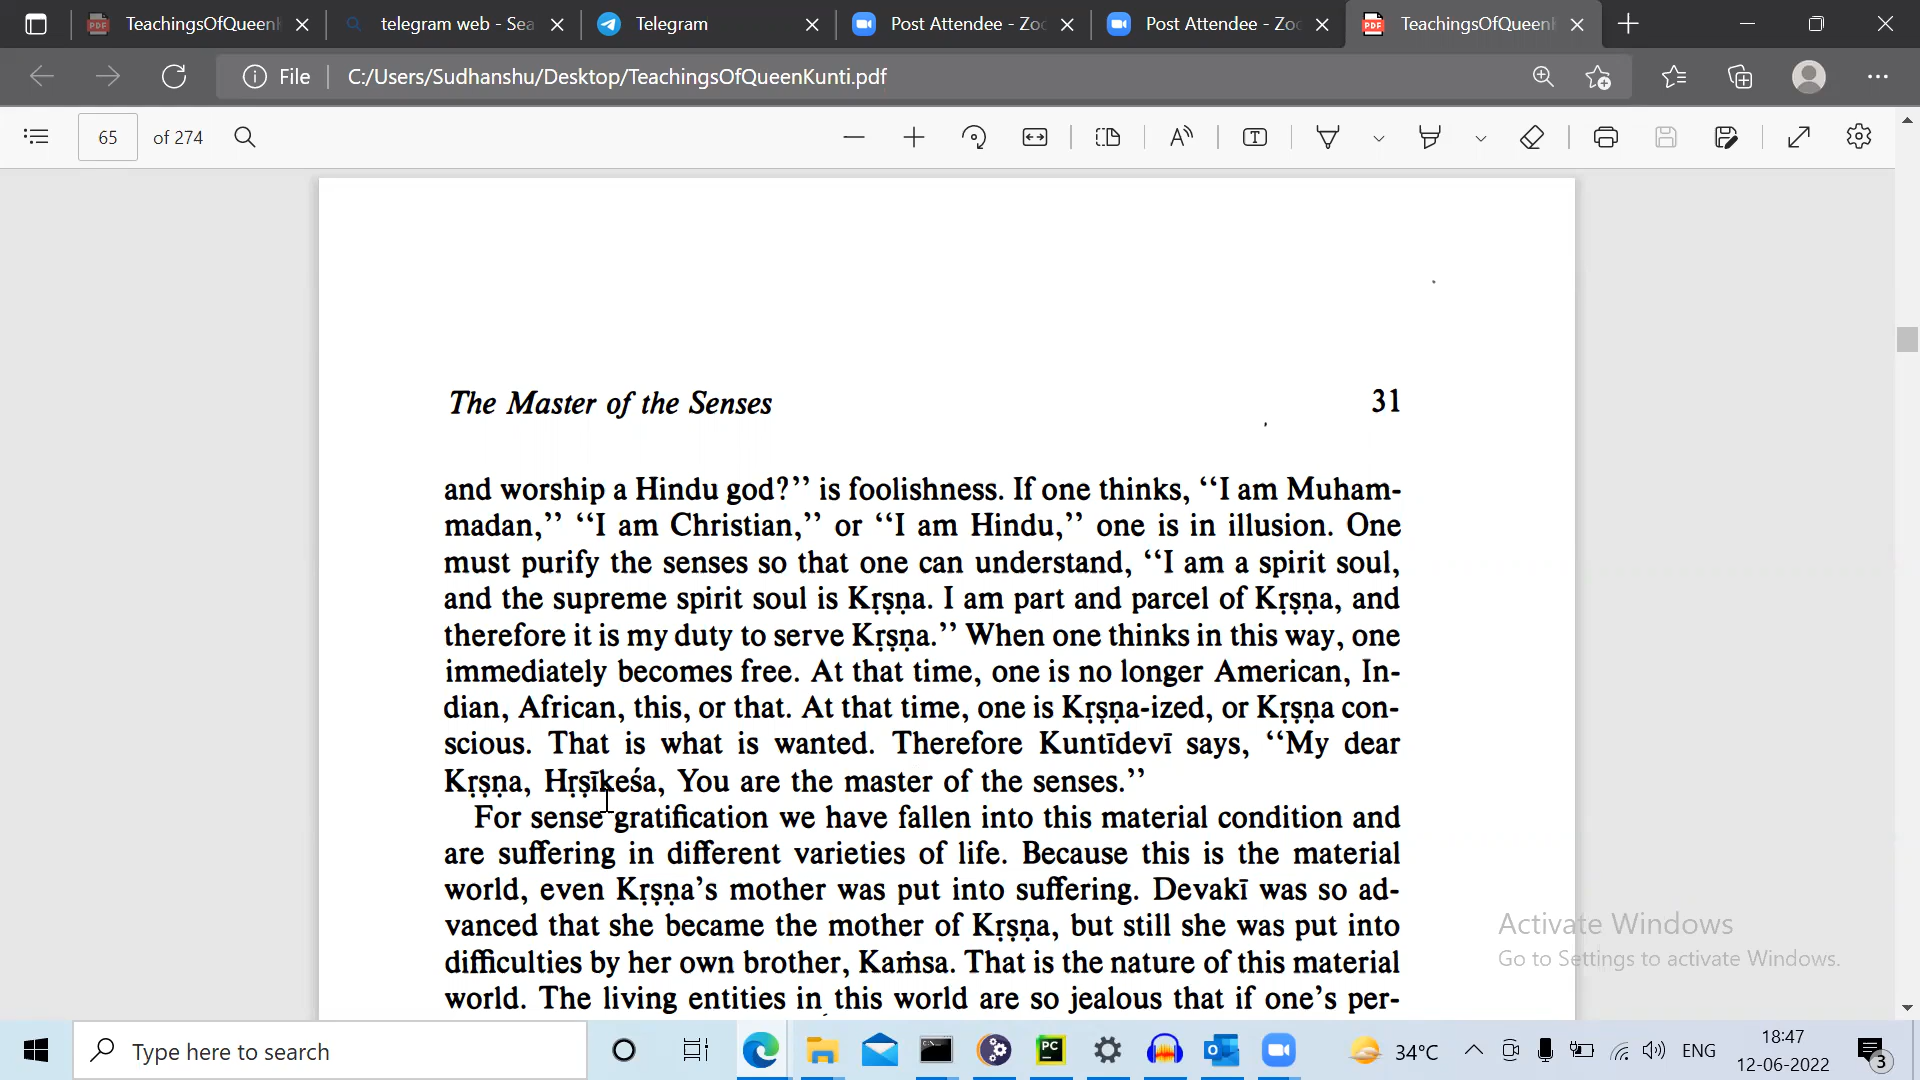 TeachingsOfQueenK
telegram web - Sea
Telegram
Post Attendee - Zoo
Post Attendee - Zoo
TeachingsOfQueenK
File
C:/Users/Sudhanshu/Desktop/TeachingsOfQueenKunti.pdf
65 of 274
The Master of the Senses 31
and worship a Hindu god?’’ is foolishness. If one thinks, ‘‘I am Muham-
madan,’’ ‘‘I am Christian,’’ or ‘‘I am Hindu,’’ one is in illusion. One
must purify the senses so that one can understand, ‘‘I am a spirit soul,
and the supreme spirit soul is Kṛṣṇa. I am part and parcel of Kṛṣṇa, and
therefore it is my duty to serve Kṛṣṇa.’’ When one thinks in this way, one
immediately becomes free. At that time, one is no longer American, In-
dian, African, this, or that. At that time, one is Kṛṣṇa-ized, or Kṛṣṇa con-
scious. That is what is wanted. Therefore Kuntīdevī says, ‘‘My dear
Kṛṣṇa, Hṛṣīkeśa, You are the master of the senses.’’
For sense gratification we have fallen into this material condition and
are suffering in different varieties of life. Because this is the material
world, even Kṛṣṇa’s mother was put into suffering. Devakī was so ad-
vanced that she became the mother of Kṛṣṇa, but still she was put into
difficulties by her own brother, Kaṁsa. That is the nature of this material
world. The living entities in this world are so jealous that if one’s per-
Activate Windows
Go to Settings to activate Windows.
Type here to search
PC
34°C
ENG
18:47
12-06-2022
3